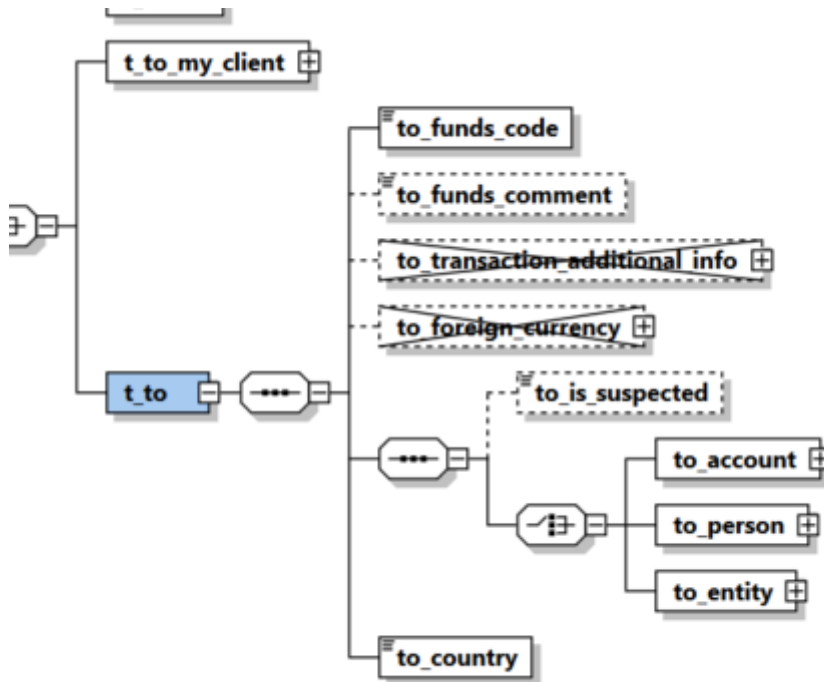 t_to_my_client
to_funds_code
to_funds_comment
to_transaction_additional_info
to_foreign_currency
t_to
to_is_suspected
to_account
to_person
to_entity
to_country